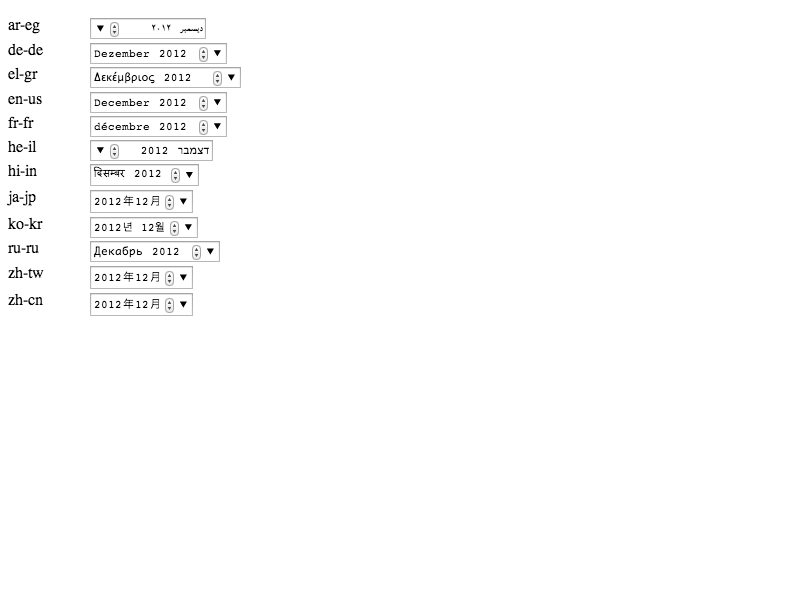 ar-eg ديسمبر ٢٠١٢
de-de Dezember 2012
el-gr Δεκέμβριος 2012
en-us December 2012
fr-fr décembre 2012
he-il דצמבר 2012
hi-in दिसम्बर 2012
ja-jp 2012年12月
ko-kr 2012년 12월
ru-ru Декабрь 2012
zh-tw 2012年12月
zh-cn 2012年12月